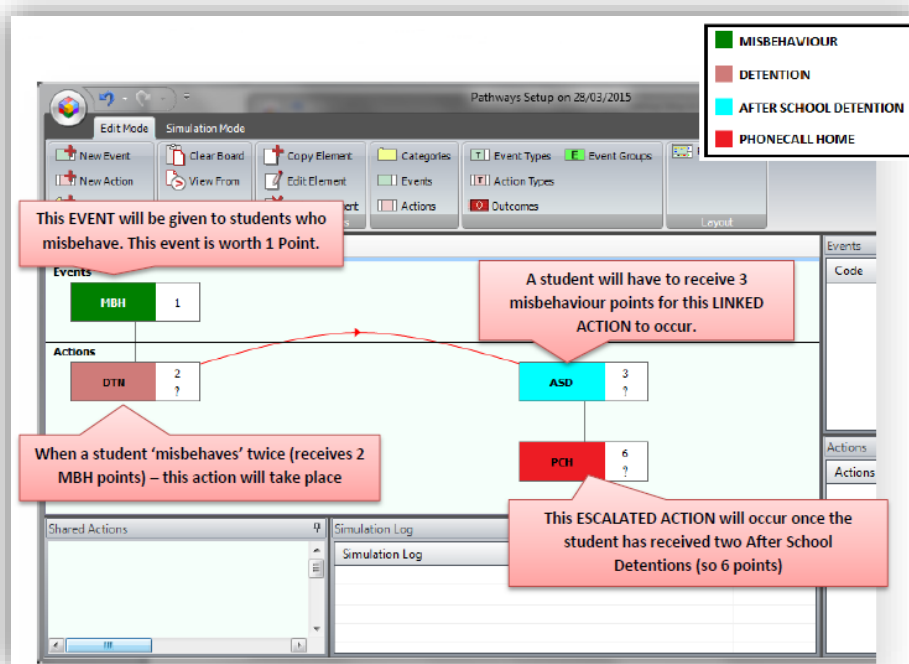 MISBEHAVIOUR
DETENTION
AFTER SCHOOL DETENTION
PHONECALL HOME
Pathways Setup on 28/03/2015
Edit Mode
Simulation Mode
New Event
Clear Board
Copy Element
Categories
Event Types
Event Groups
New Action
View From
Edit Element
Events
Action Types
Actions
Outcomes
Layout
This EVENT will be given to students who
misbehave. This event is worth 1 Point.
Events
Code
Events
MBH
1
A student will have to receive 3
misbehaviour points for this LINKED
ACTION to occur.
Actions
DTN
2
?
ASD
3
?
When a student ‘misbehaves’ twice (receives 2
MBH points) – this action will take place
PCH
6
?
Actions
Actions
This ESCALATED ACTION will occur once the
student has received two After School
Detentions (so 6 points)
Shared Actions
Simulation Log
Simulation Log